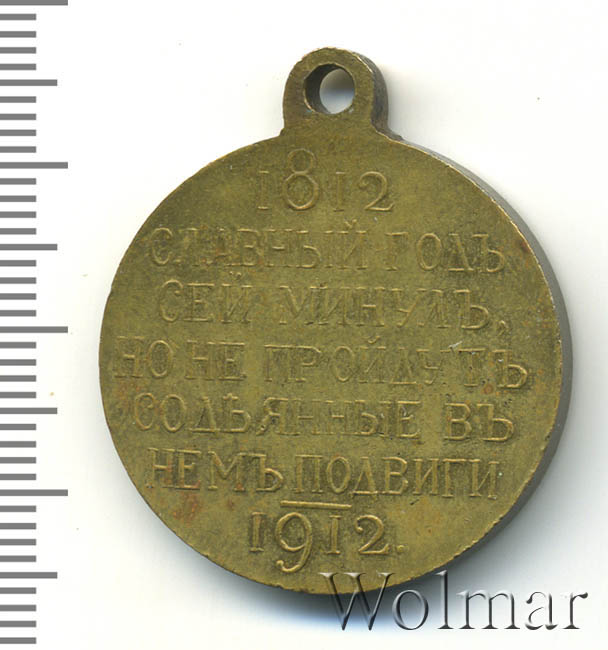 1812
СЛАВНЫЙ ГОДЪ
СЕЙ МИНУЛЪ,
НО НЕ ПРОЙДУТЪ
СОДѢЯННЫЕ ВЪ
НЕМЪ ПОДВИГИ
1912.
Wolmar